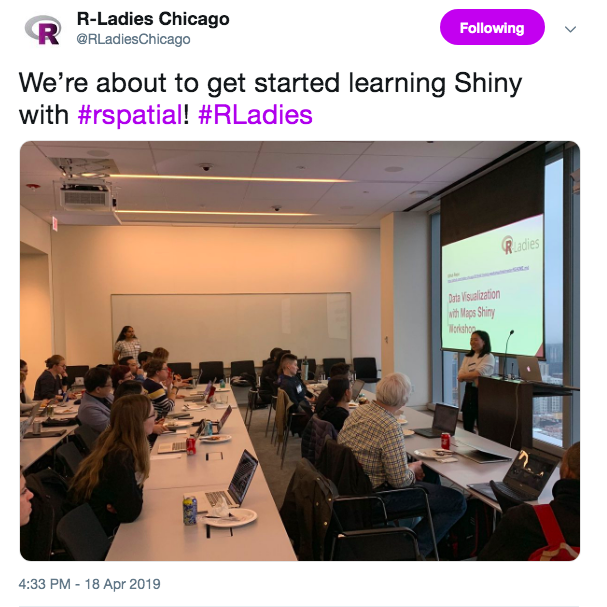 R-Ladies Chicago
@RLadiesChicago
Following
We’re about to get started learning Shiny
with #rspatial! #RLadies
R Ladies
Data Visualization
with Maps Shiny
Workshop
4:33 PM - 18 Apr 2019